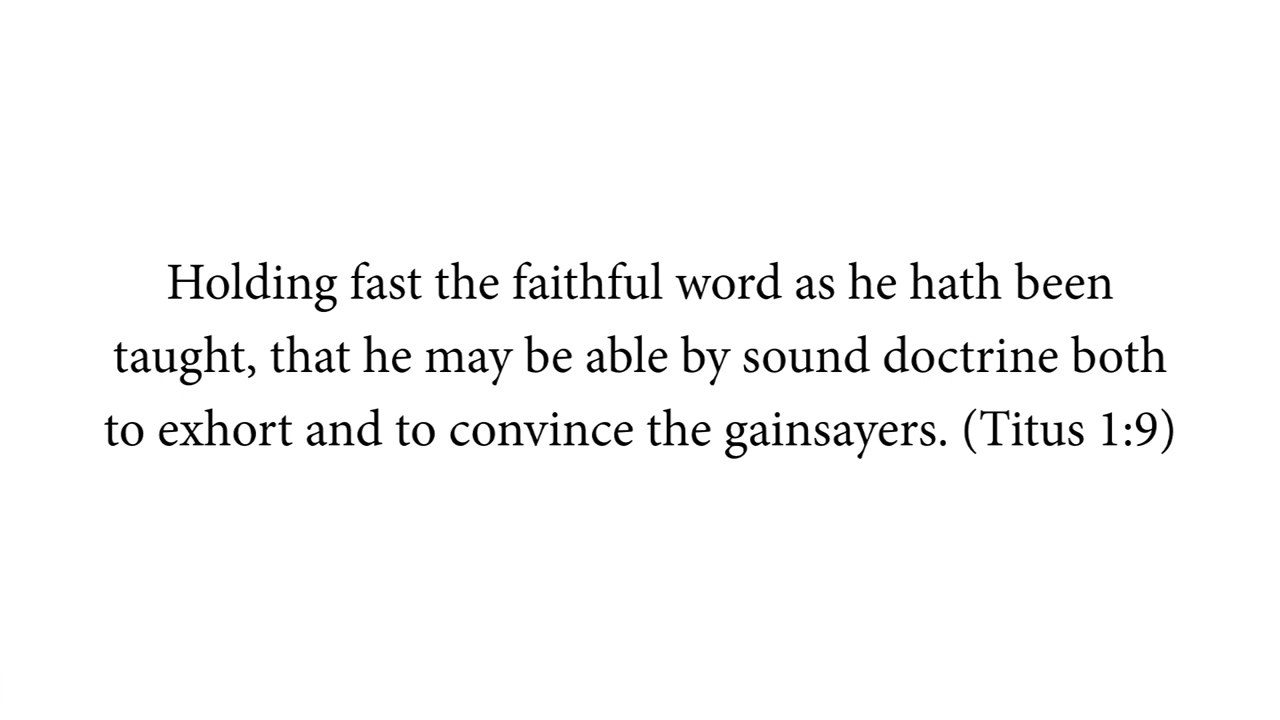 Holding fast the faithful word as he hath been
taught, that he may be able by sound doctrine both
to exhort and to convince the gainsayers. (Titus 1:9)